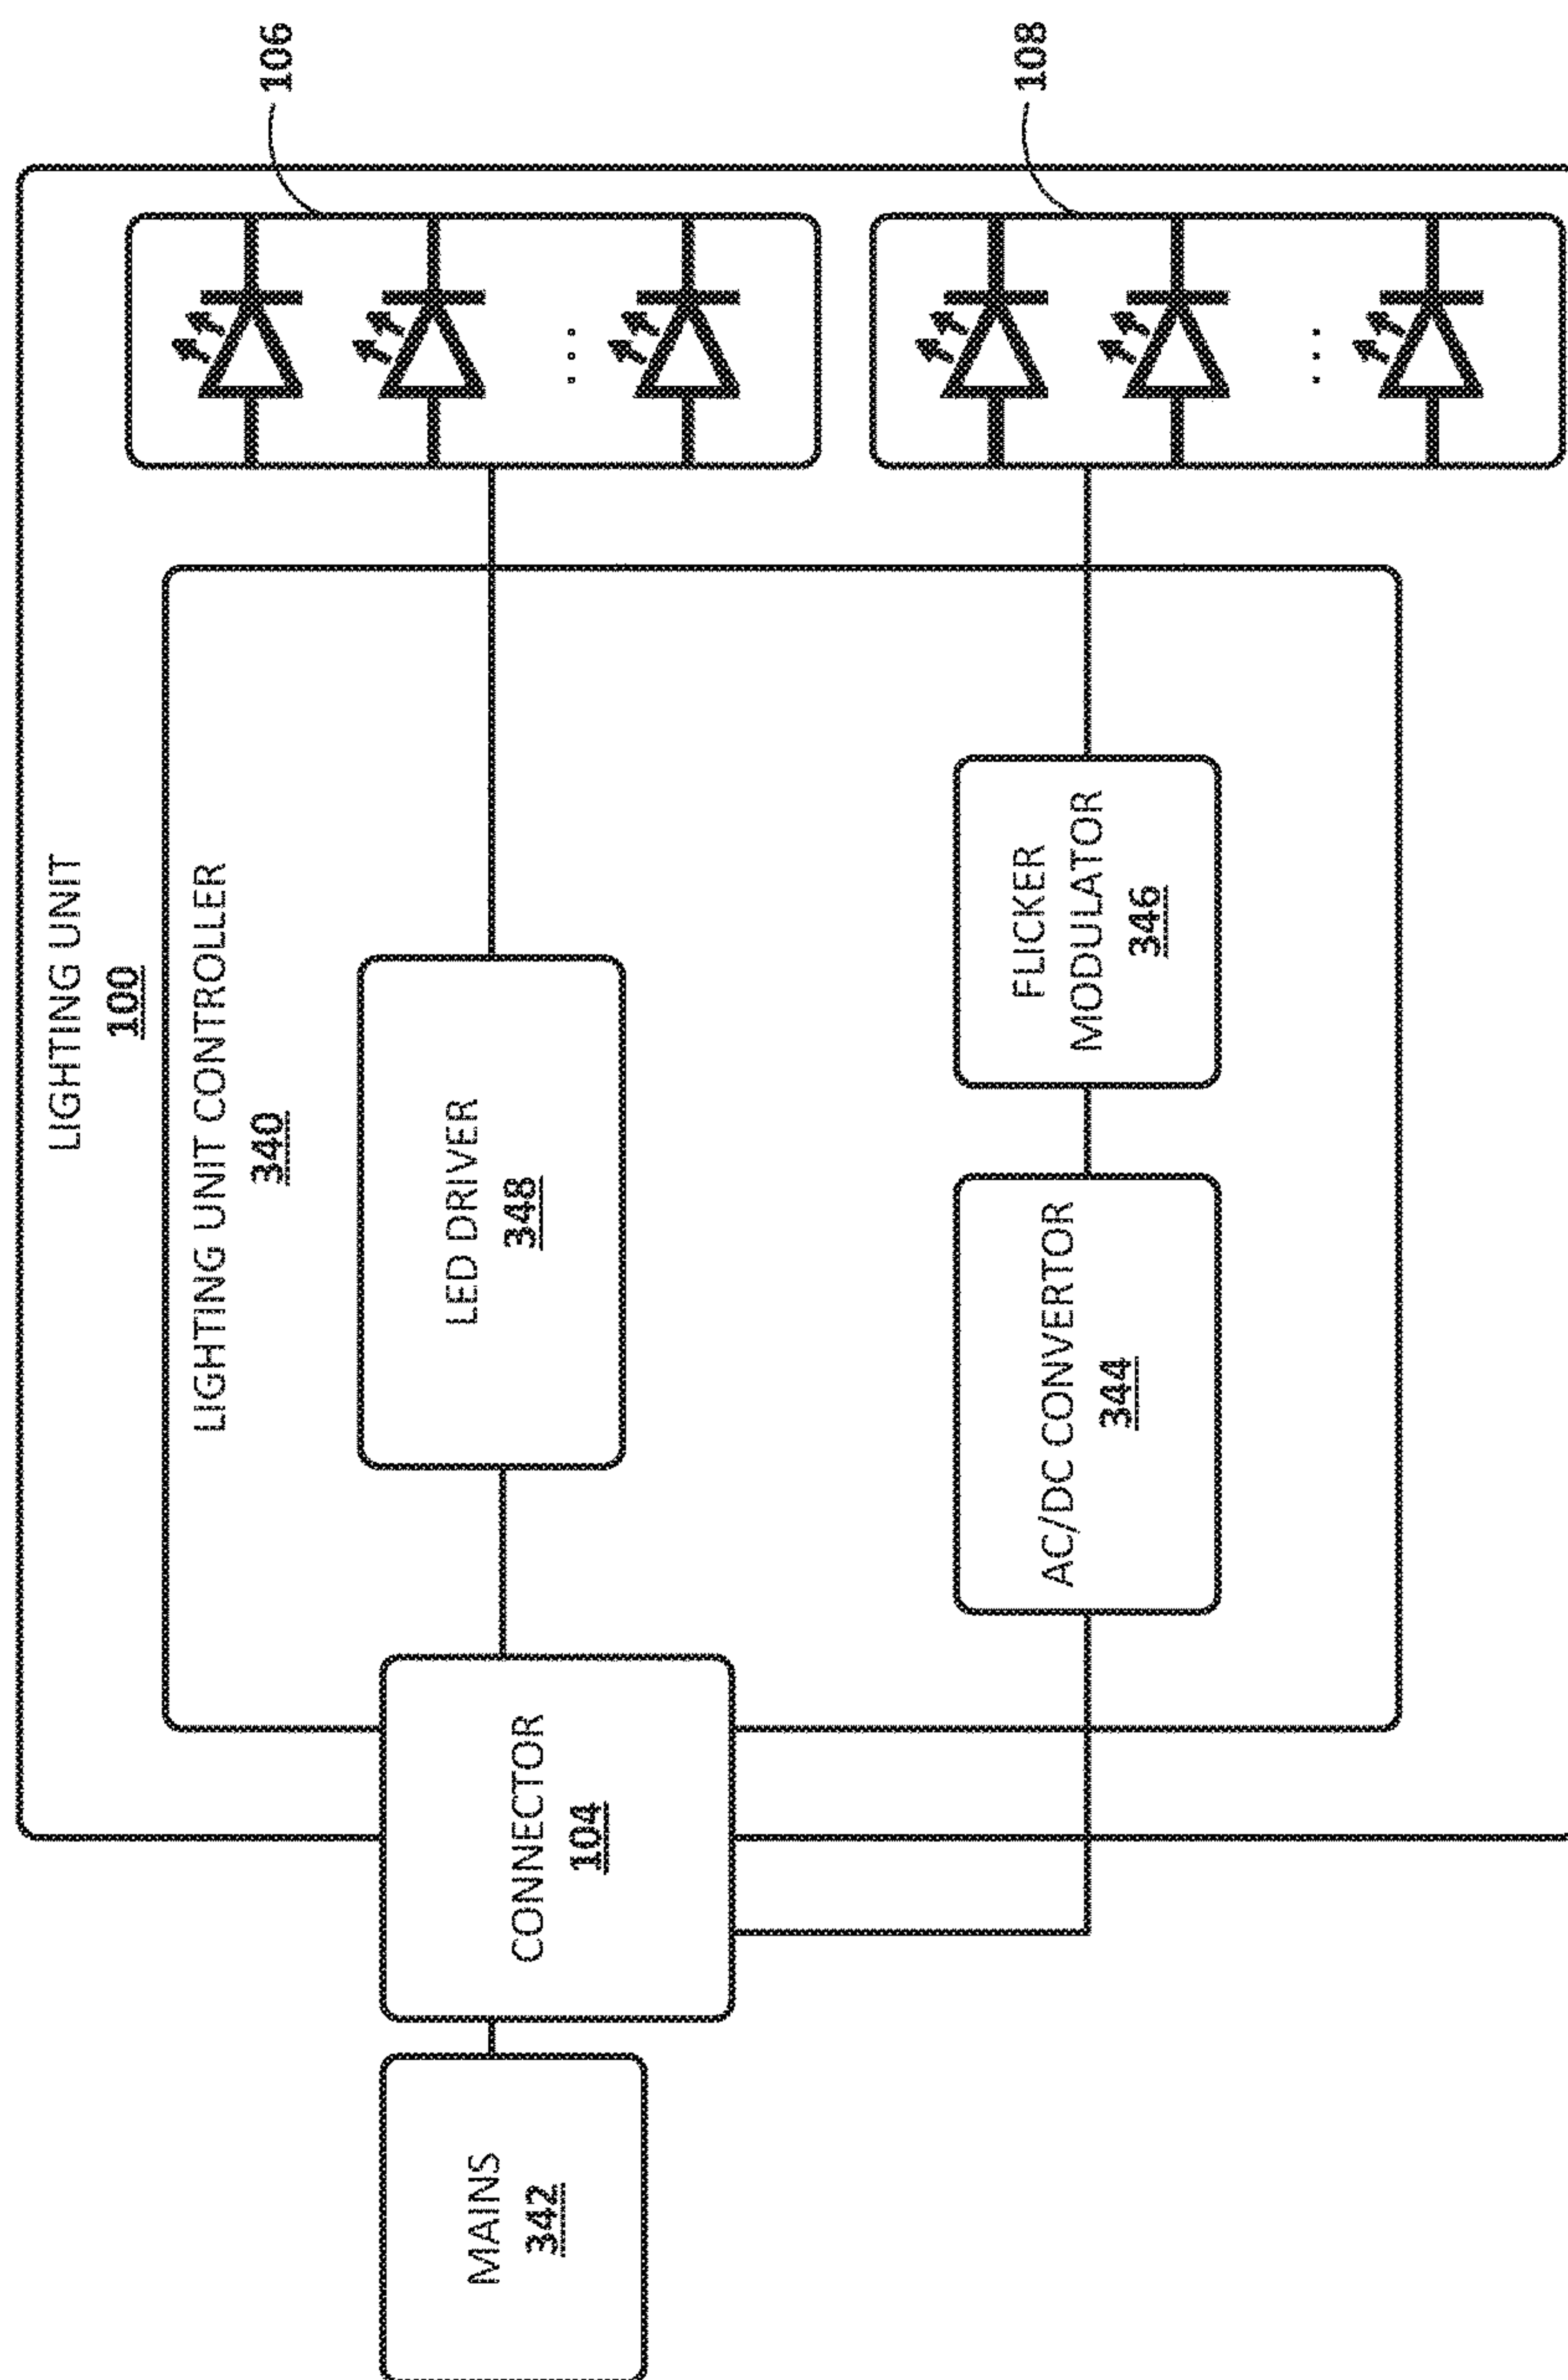 LIGHTING UNIT
100
LIGHTING UNIT CONTROLLER
340
MAINS
342
CONNECTOR
104
LED DRIVER
348
AC/DC CONVERTOR
344
FLICKER
MODULATOR
346
106
108